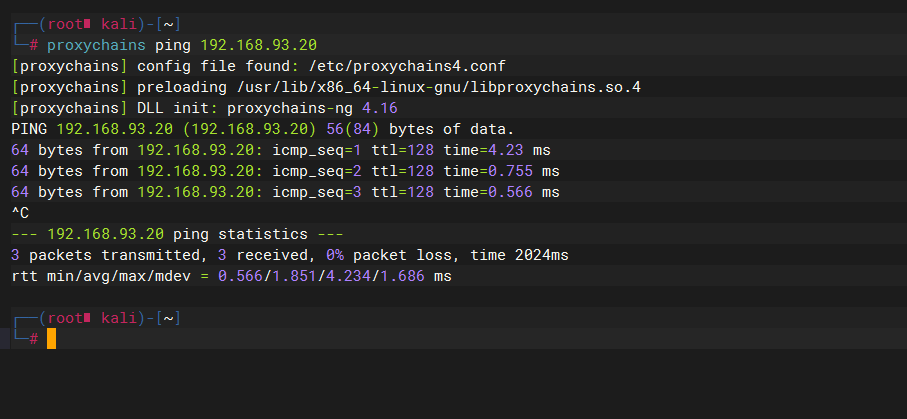 ┌──(root㉿ kali)-[~]
└─# proxychains ping 192.168.93.20
[proxychains] config file found: /etc/proxychains4.conf
[proxychains] preloading /usr/lib/x86_64-linux-gnu/libproxychains.so.4
[proxychains] DLL init: proxychains-ng 4.16
PING 192.168.93.20 (192.168.93.20) 56(84) bytes of data.
64 bytes from 192.168.93.20: icmp_seq=1 ttl=128 time=4.23 ms
64 bytes from 192.168.93.20: icmp_seq=2 ttl=128 time=0.755 ms
64 bytes from 192.168.93.20: icmp_seq=3 ttl=128 time=0.566 ms
^C
--- 192.168.93.20 ping statistics ---
3 packets transmitted, 3 received, 0% packet loss, time 2024ms
rtt min/avg/max/mdev = 0.566/1.851/4.234/1.686 ms
┌──(root㉿ kali)-[~]
└─#